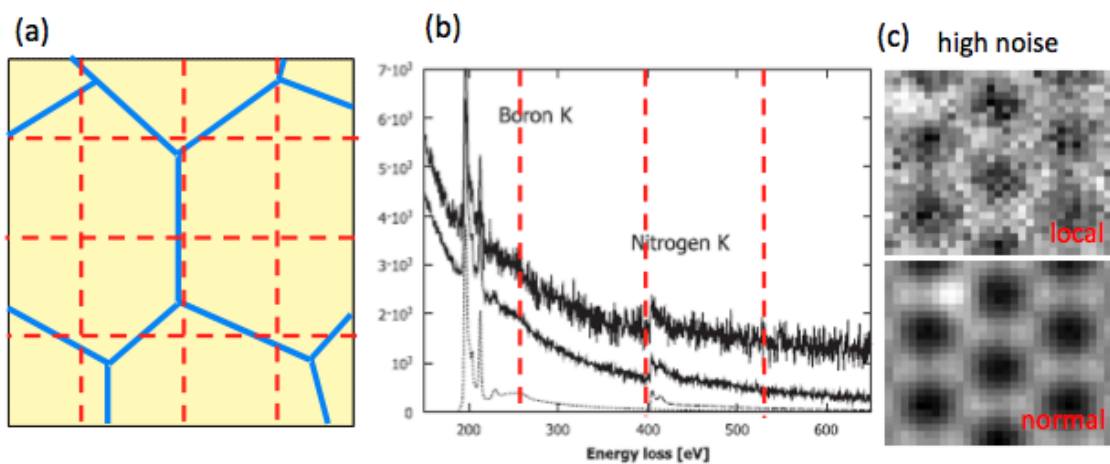 (a)
(b)
(c)
high noise
7·10³
6·10³
5·10³
4·10³
3·10³
2·10³
10³
0
Boron K
Nitrogen K
200
300
400
500
600
Energy loss [eV]
local
normal